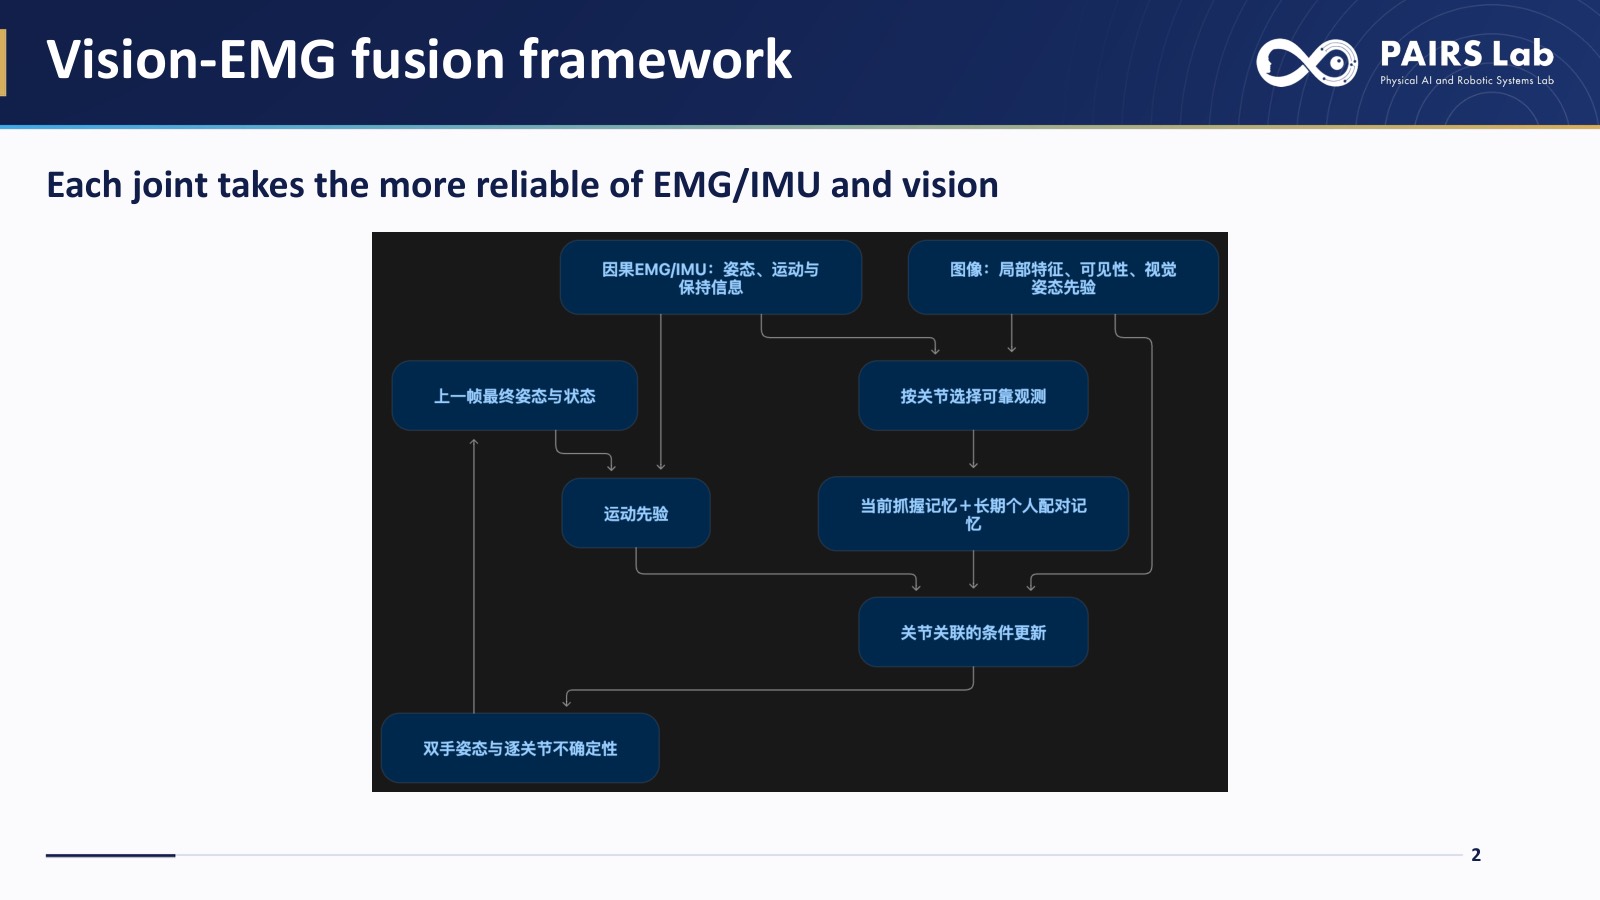 Vision-EMG fusion framework
PAIRS Lab
Physical AI and Robotic Systems Lab
Each joint takes the more reliable of EMG/IMU and vision
因果EMG/IMU：姿态、运动与
保持信息
图像：局部特征、可见性、视觉
姿态先验
上一帧最终姿态与状态
按关节选择可靠观测
运动先验
当前抓握记忆＋长期个人配对记
忆
关节关联的条件更新
双手姿态与逐关节不确定性
2